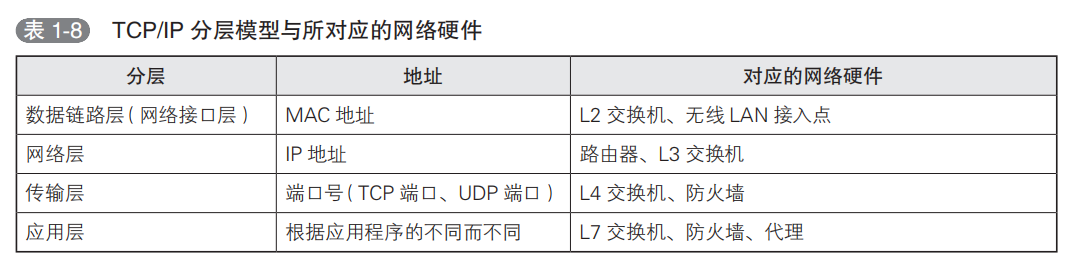 表 1-8 TCP/IP 分层模型与所对应的网络硬件
分层 地址 对应的网络硬件
数据链路层（网络接口层） MAC 地址 L2 交换机、无线 LAN 接入点
网络层 IP 地址 路由器、L3 交换机
传输层 端口号（TCP 端口、UDP 端口） L4 交换机、防火墙
应用层 根据应用程序的不同而不同 L7 交换机、防火墙、代理